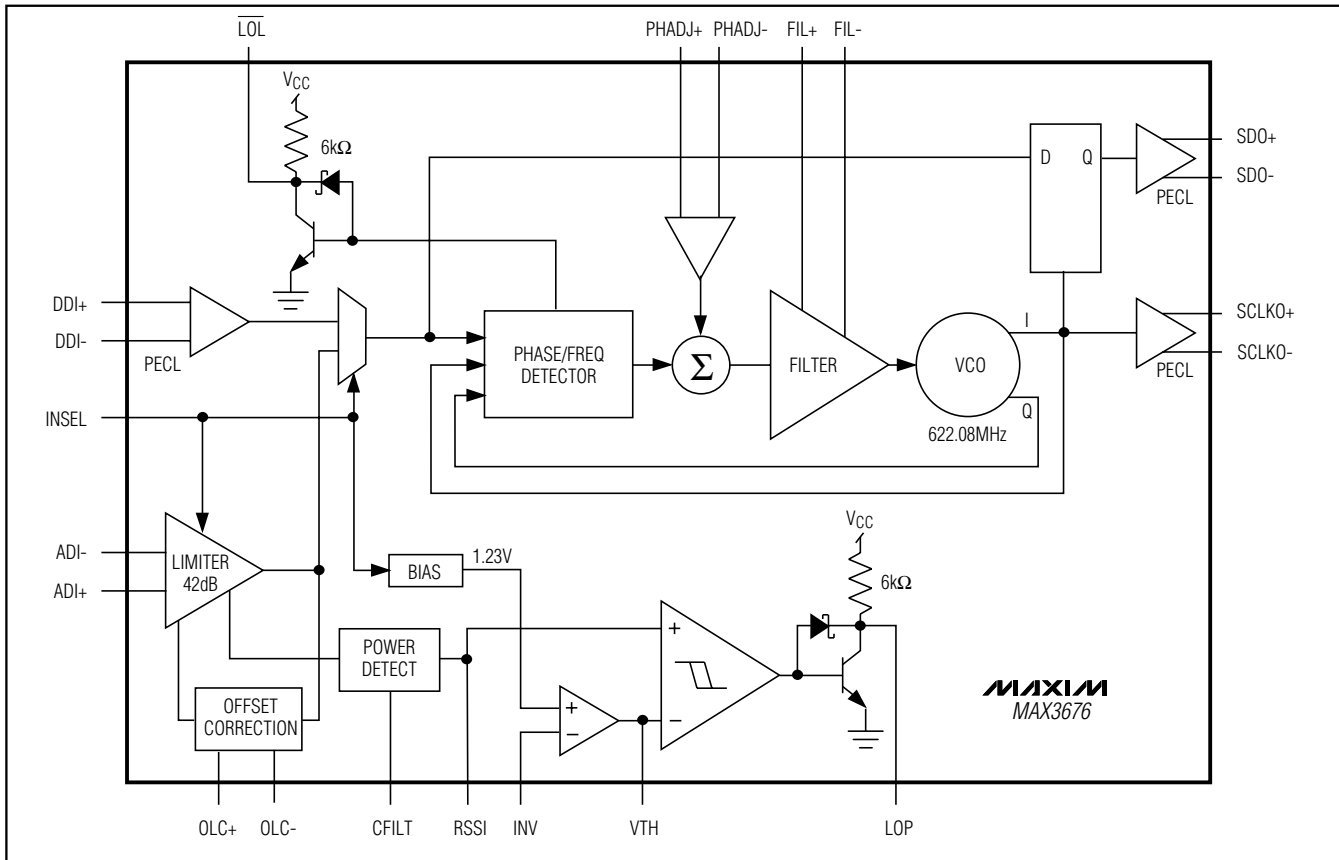 LOL
PHADJ+ PHADJ- FIL+ FIL-
VCC
6kΩ
D Q
SDO+
SDO-
PECL
DDI+
DDI-
PECL
PHASE/FREQ
DETECTOR
Σ
FILTER
VCO
I
Q
622.08MHz
SCLKO+
SCLKO-
PECL
INSEL
ADI-
ADI+
LIMITER
42dB
BIAS
1.23V
VCC
6kΩ
POWER
DETECT
OFFSET
CORRECTION
+
−
+
−
MAXIM
MAX3676
OLC+ OLC- CFILT RSSI INV VTH LOP